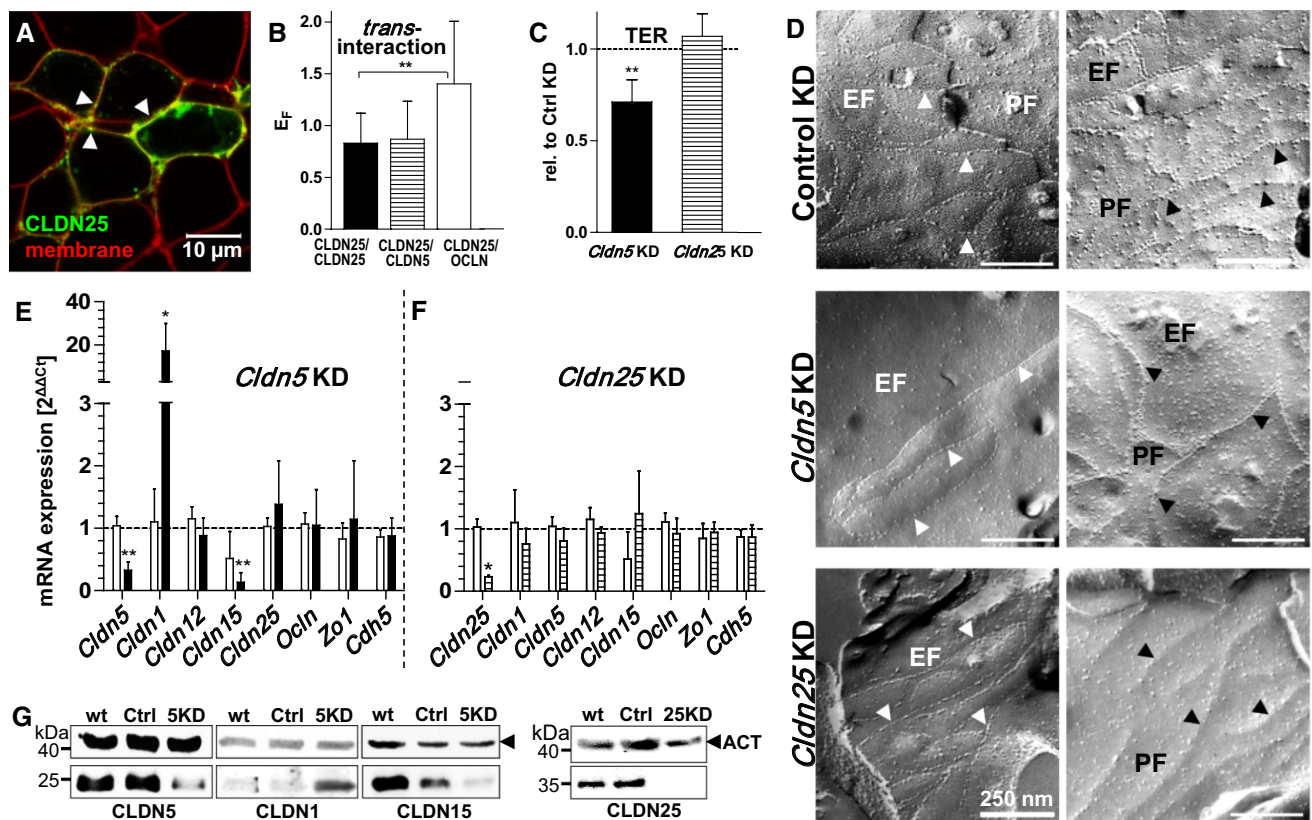 A
CLDN25
membrane
10 µm
B
trans-
interaction
**
E_F
2.0
1.5
1.0
0.5
0.0
CLDN25/ CLDN25/ CLDN25/
CLDN25 CLDN5 OCLN
C
TER
**
rel. to Ctrl KD
1.0
0.5
0.0
Cldn5 KD Cldn25 KD
D
Control KD
EF PF
EF
PF
Cldn5 KD
EF
EF
PF
Cldn25 KD
EF
250 nm
PF
E
mRNA expression [2^ΔΔCt]
40
20
3
2
1
0
*
**
**
Cldn5 KD
Cldn5 Cldn1 Cldn12 Cldn15 Cldn25 Ocln Zo1 Cdh5
F
Cldn25 KD
3
2
1
0
*
Cldn25 Cldn1 Cldn5 Cldn12 Cldn15 Ocln Zo1 Cdh5
G
wt Ctrl 5KD wt Ctrl 5KD wt Ctrl 5KD wt Ctrl 25KD
kDa
40
25
kDa
40
35
ACT
CLDN5 CLDN1 CLDN15 CLDN25